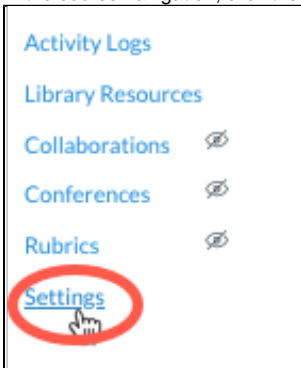 Activity Logs
Library Resources
Collaborations
Conferences
Rubrics
Settings